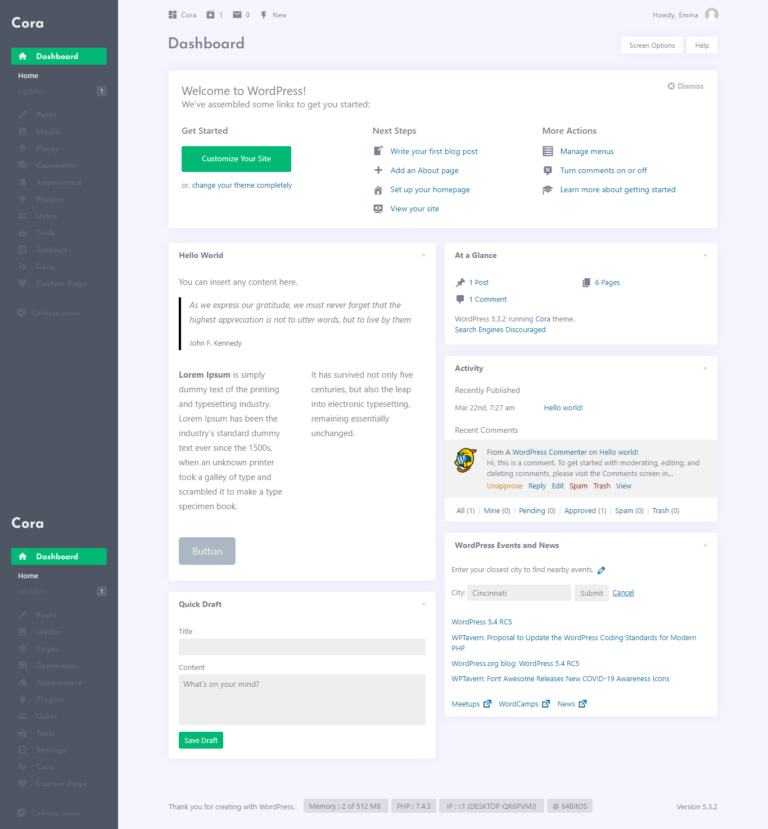 Cora
Dashboard
Home
Updates 1
Posts
Media
Pages
Comments
Appearance
Plugins
Users
Tools
Settings
Cora
Custom Page
Collapse menu
Cora
Dashboard
Home
Updates 1
Posts
Media
Pages
Comments
Appearance
Plugins
Users
Tools
Settings
Cora
Custom Page
Collapse menu
Cora 1 0 New
Howdy, Emma
Dashboard
Screen Options Help
Welcome to WordPress!
Dismiss
We've assembled some links to get you started:
Get Started
Customize Your Site
or, change your theme completely
Next Steps
Write your first blog post
Add an About page
Set up your homepage
View your site
More Actions
Manage menus
Turn comments on or off
Learn more about getting started
Hello World
You can insert any content here.
As we express our gratitude, we must never forget that the
highest appreciation is not to utter words, but to live by them
John F. Kennedy
Lorem Ipsum is simply
dummy text of the printing
and typesetting industry.
Lorem Ipsum has been the
industry's standard dummy
text ever since the 1500s,
when an unknown printer
took a galley of type and
scrambled it to make a type
specimen book.
It has survived not only five
centuries, but also the leap
into electronic typesetting,
remaining essentially
unchanged.
Button
Quick Draft
Title
Content
What's on your mind?
Save Draft
At a Glance
1 Post
6 Pages
1 Comment
WordPress 5.3.2 running Cora theme.
Search Engines Discouraged
Activity
Recently Published
Mar 22nd, 7:27 am Hello world!
Recent Comments
From A WordPress Commenter on Hello world!
Hi, this is a comment. To get started with moderating, editing, and
deleting comments, please visit the Comments screen in...
Unapprove Reply Edit Spam Trash View
All (1) | Mine (0) | Pending (0) | Approved (1) | Spam (0) | Trash (0)
WordPress Events and News
Enter your closest city to find nearby events.
City: Cincinnati Submit Cancel
WordPress 5.4 RC5
WPTavern: Proposal to Update the WordPress Coding Standards for Modern
PHP
WordPress.org blog: WordPress 5.4 RC5
WPTavern: Font Awesome Releases New COVID-19 Awareness Icons
Meetups WordCamps News
Thank you for creating with WordPress. Memory : 2 of 512 MB PHP : 7.4.3 IP : ::1 (DESKTOP-QK6PVMJ) @ 64BitOS
Version 5.3.2